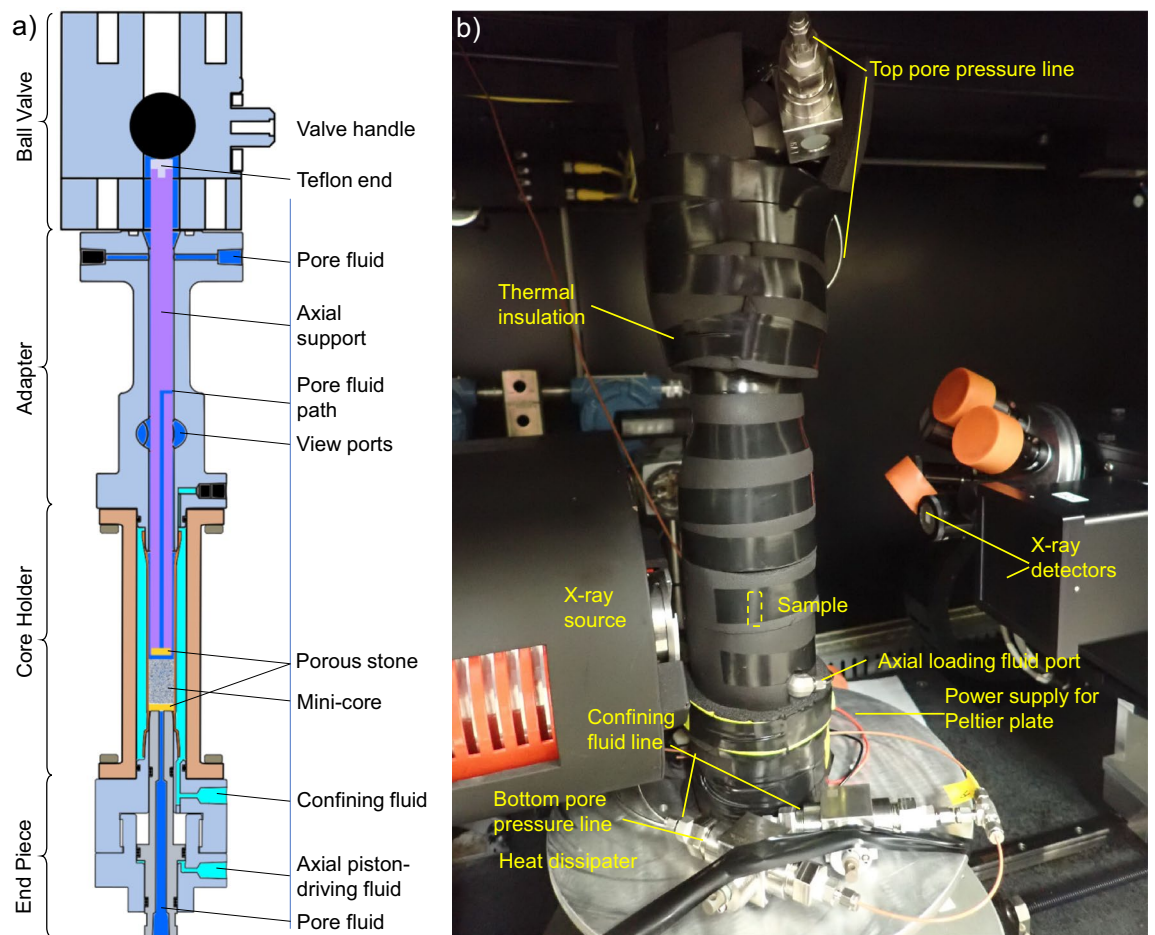 a)
Ball Valve
Adapter
Core Holder
End Piece
Valve handle
Teflon end
Pore fluid
Axial
support
Pore fluid
path
View ports
Porous stone
Mini-core
Confining fluid
Axial piston-
driving fluid
Pore fluid
b)
Top pore pressure line
Thermal
insulation
X-ray
detectors
X-ray
source
Sample
Axial loading fluid port
Power supply for
Peltier plate
Confining
fluid line
Bottom pore
pressure line
Heat dissipater